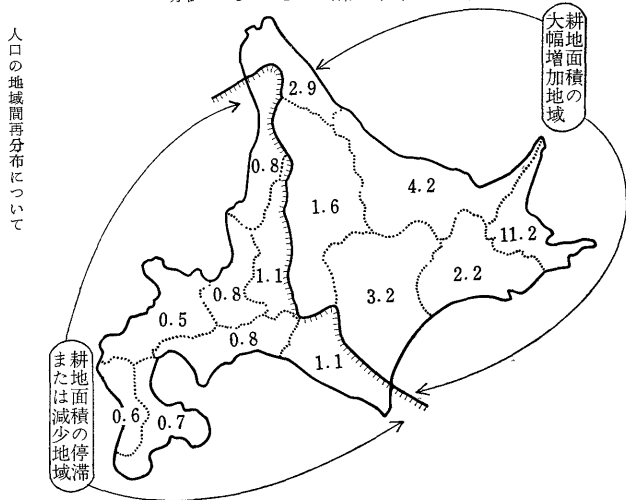 人口の地域間再分布について
耕地面積の
大幅増加地域
2.9
0.8
4.2
1.6
11.2
1.1
2.2
0.8
3.2
0.5
0.8
1.1
0.6
0.7
耕地面積の停滞
または減少地域